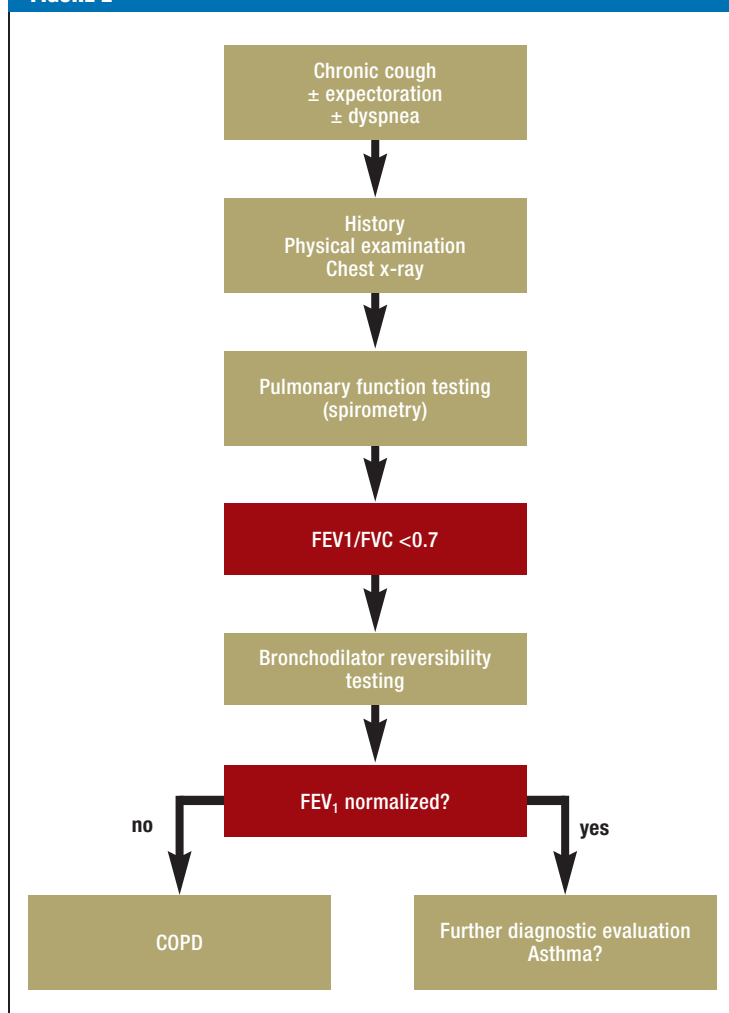 Chronic cough
± expectoration
± dyspnea
History
Physical examination
Chest x-ray
Pulmonary function testing
(spirometry)
FEV1/FVC <0.7
Bronchodilator reversibility
testing
FEV₁ normalized?
no
yes
COPD
Further diagnostic evaluation
Asthma?